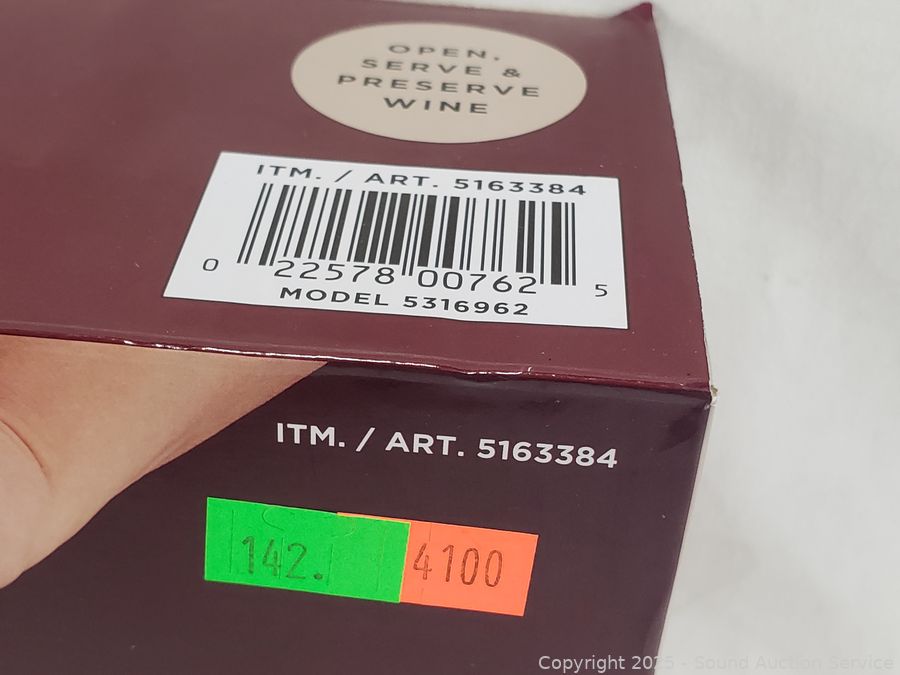 OPEN,
SERVE &
PRESERVE
WINE
ITM. / ART. 5163384
0 22578 00762 5
MODEL 5316962
ITM. / ART. 5163384
142. 4100
Copyright 2025 - Sound Auction Service